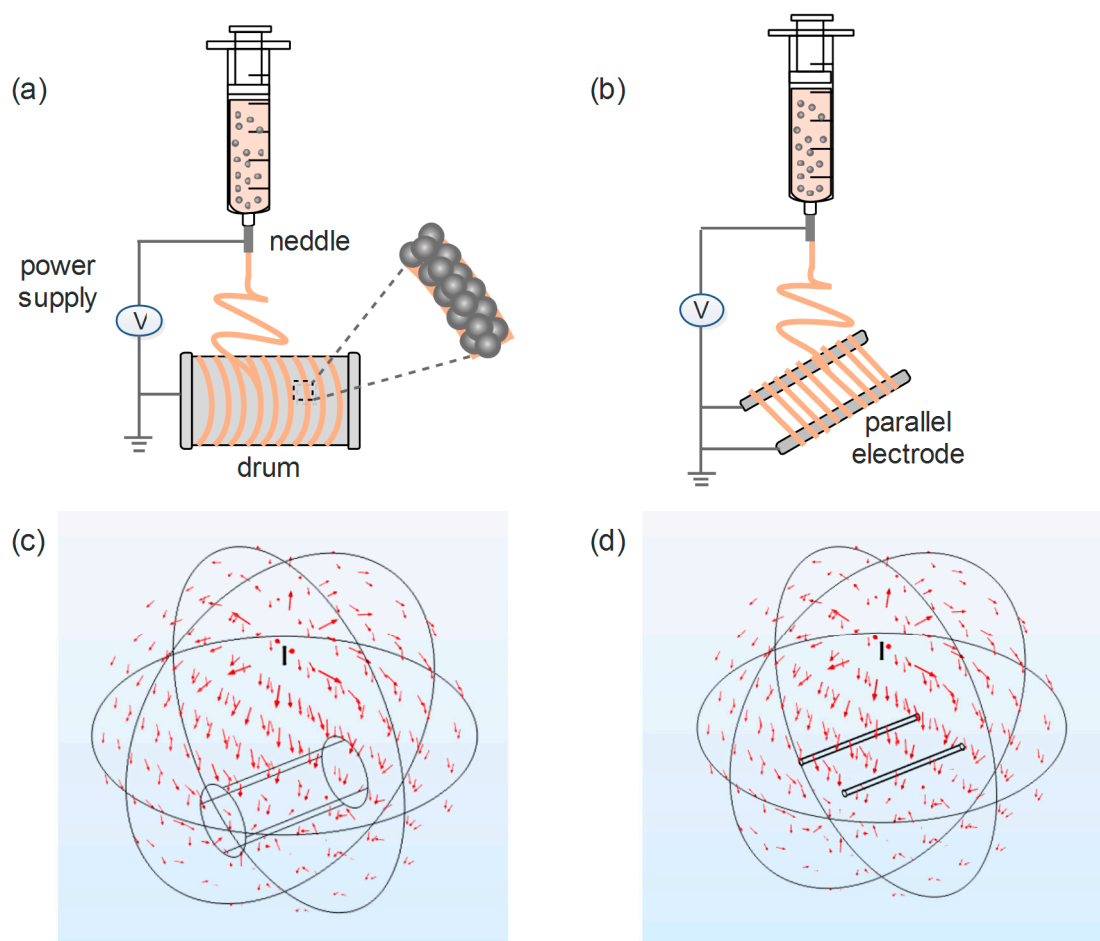 (a)
neddle
power
supply
V
drum
(b)
V
parallel
electrode
(c)
(d)